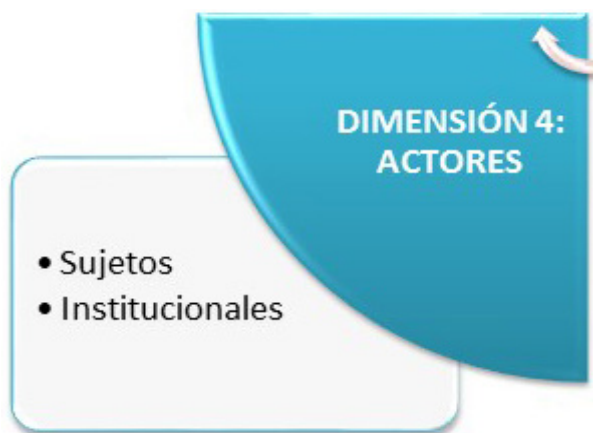 DIMENSIÓN 4:
ACTORES
• Sujetos
• Institucionales